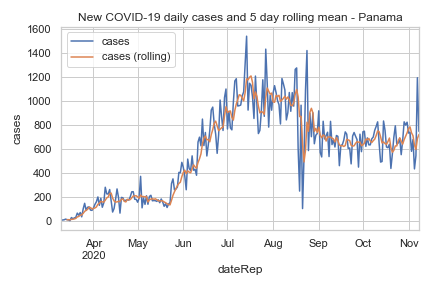 New COVID-19 daily cases and 5 day rolling mean - Panama
cases
cases (rolling)
1600
1400
1200
1000
800
600
400
200
0
cases
Apr
2020
May
Jun
Jul
Aug
Sep
Oct
Nov
dateRep